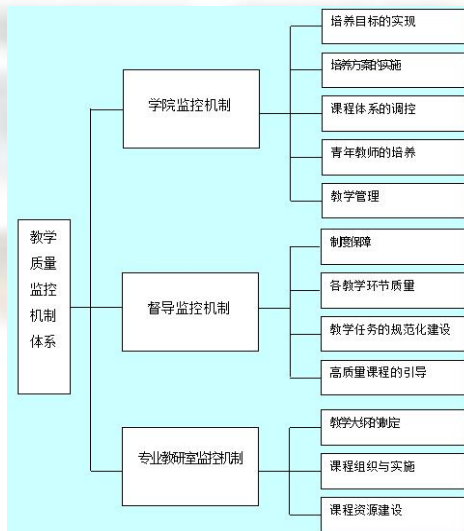 培养目标的实现
培养方案的实施
学院监控机制
课程体系的调控
青年教师的培养
教学管理
教学
质量
监控
机制
体系
制度保障
各教学环节质量
督导监控机制
教学任务的规范化建设
高质量课程的引导
教学大纲的制定
专业教研室监控机制
课程组织与实施
课程资源建设